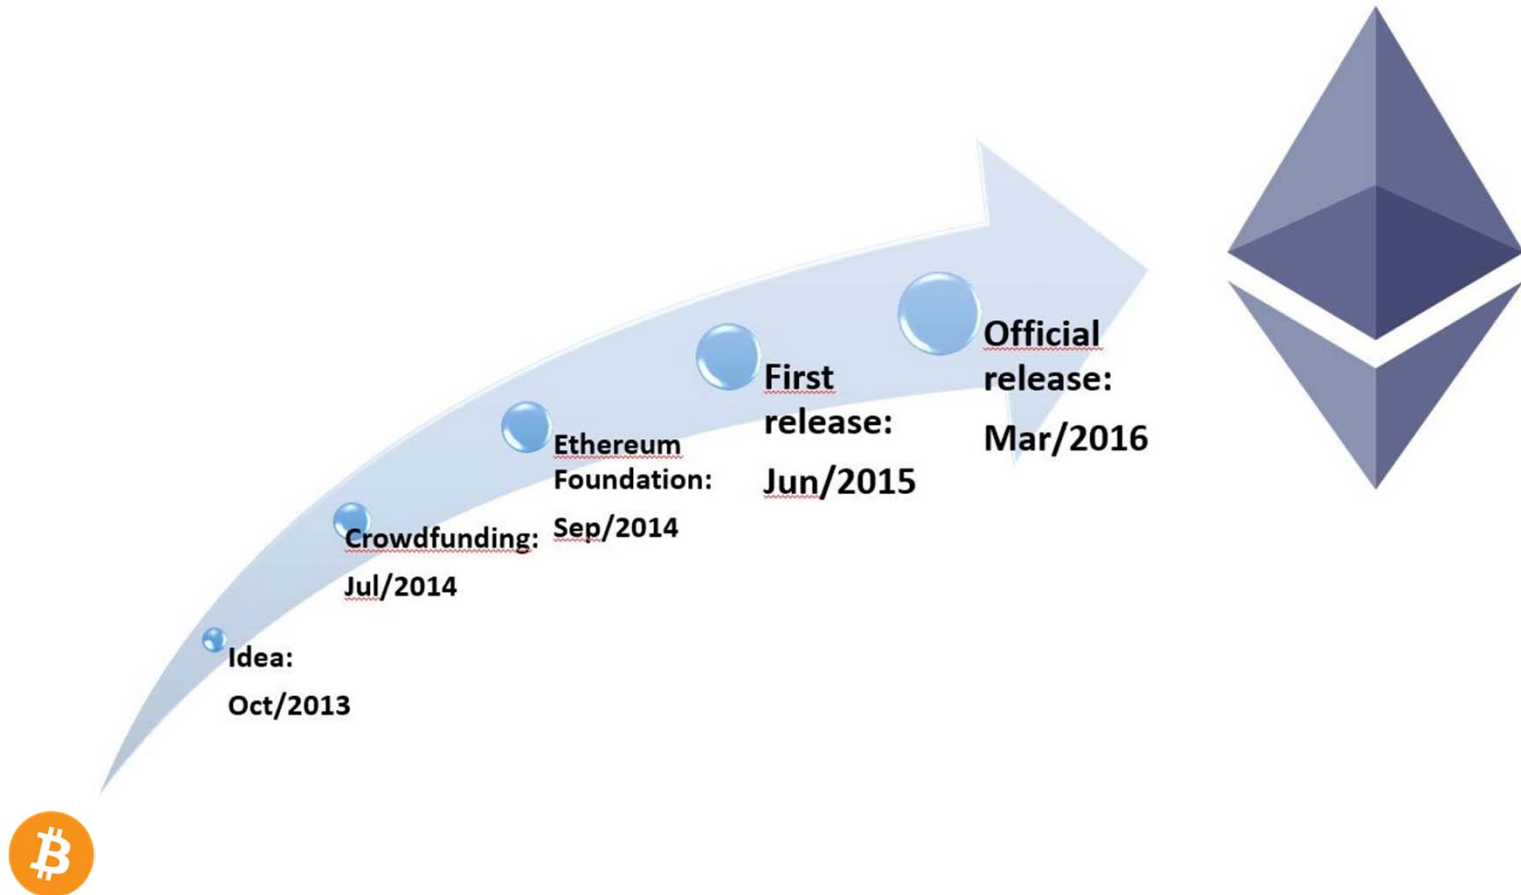 Idea:
Oct/2013
Crowdfunding:
Jul/2014
Ethereum
Foundation:
Sep/2014
First
release:
Jun/2015
Official
release:
Mar/2016